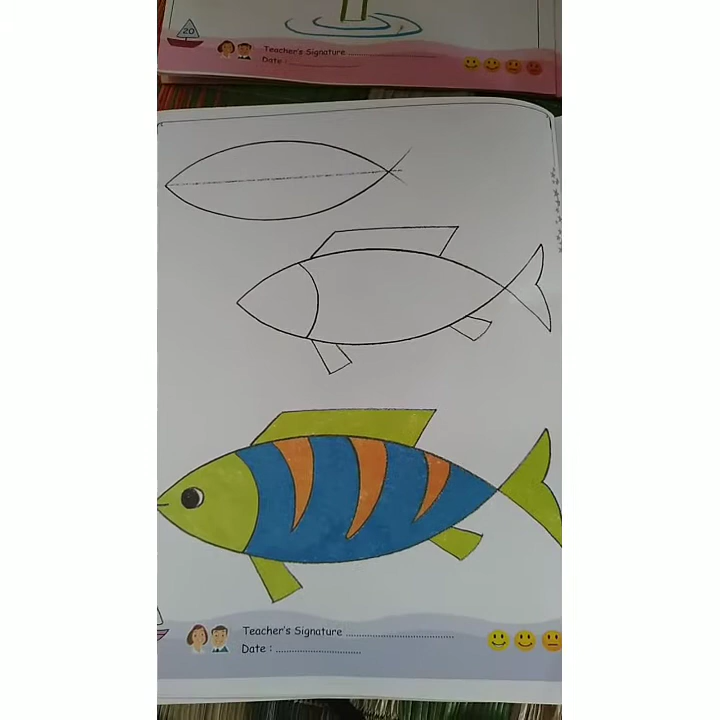 20
Teacher's Signature ............................
Date : ............................
Teacher's Signature ......................................
Date : ..............................